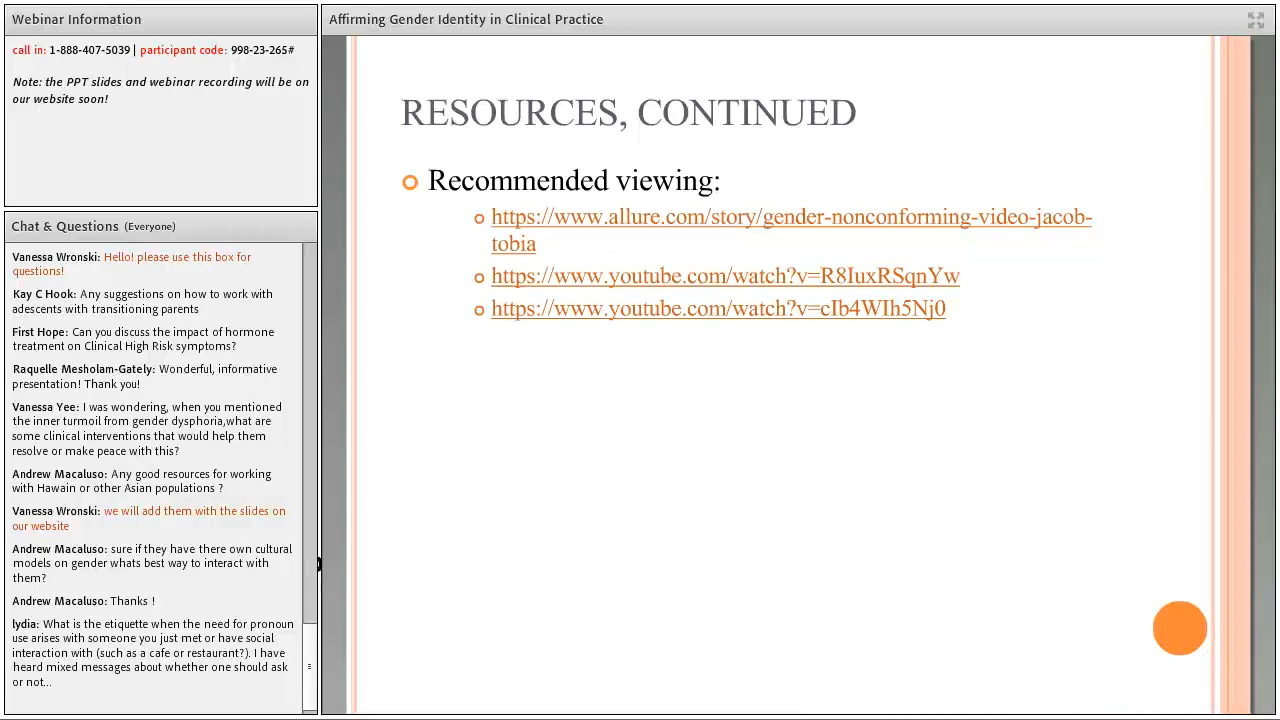 Webinar Information
call in: 1-888-407-5039 | participant code: 998-23-265#
Note: the PPT slides and webinar recording will be on
our website soon!
Chat & Questions (Everyone)
Vanessa Wronski: Hello! please use this box for
questions!
Kay C Hook: Any suggestions on how to work with
adescents with transitioning parents
First Hope: Can you discuss the impact of hormone
treatment on Clinical High Risk symptoms?
Raquelle Mesholam-Gately: Wonderful, informative
presentation! Thank you!
Vanessa Yee: I was wondering, when you mentioned
the inner turmoil from gender dysphoria,what are
some clinical interventions that would help them
resolve or make peace with this?
Andrew Macaluso: Any good resources for working
with Hawain or other Asian populations ?
Vanessa Wronski: we will add them with the slides on
our website
Andrew Macaluso: sure if they have there own cultural
models on gender whats best way to interact with
them?
Andrew Macaluso: Thanks !
lydia: What is the etiquette when the need for pronoun
use arises with someone you just met or have social
interaction with (such as a cafe or restaurant?). I have
heard mixed messages about whether one should ask
or not...
Affirming Gender Identity in Clinical Practice
RESOURCES, CONTINUED
Recommended viewing:
https://www.allure.com/story/gender-nonconforming-video-jacob-
tobia
https://www.youtube.com/watch?v=R8IuxRSqnYw
https://www.youtube.com/watch?v=cIb4WIh5Nj0